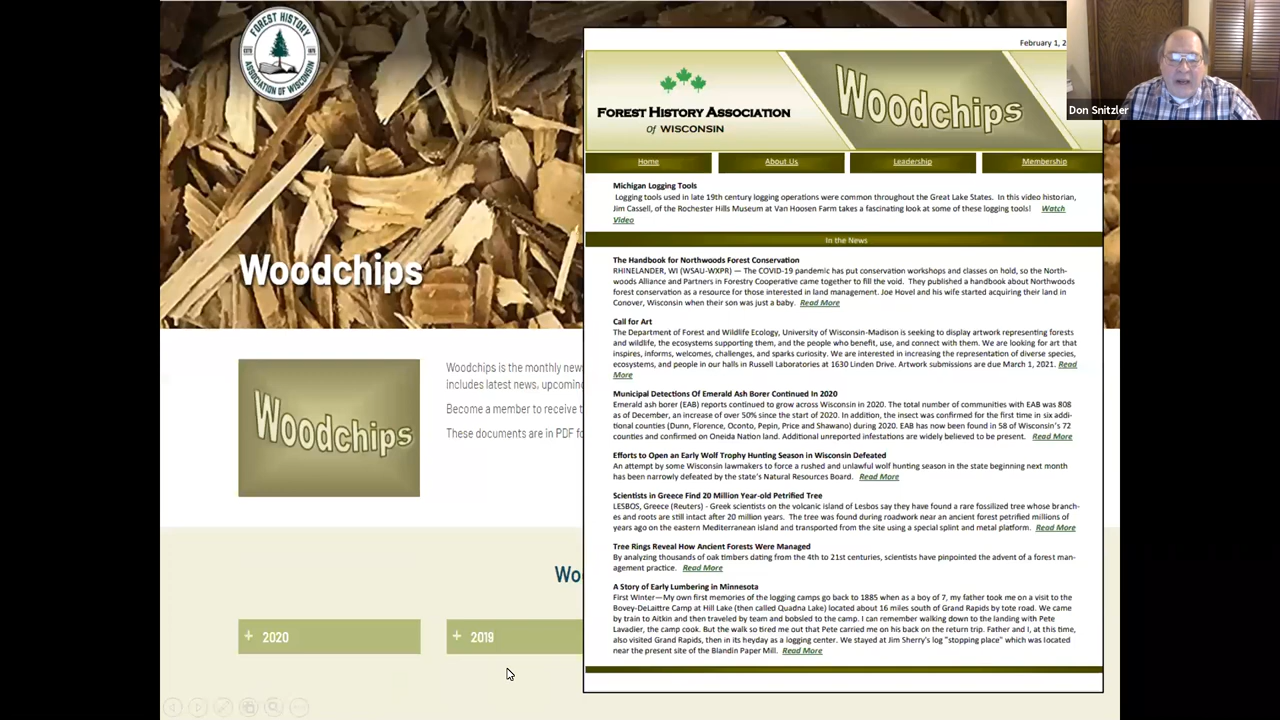 FOREST HISTORY
ASSOCIATION OF WISCONSIN
Woodchips
Woodchips
Woodchips is the monthly
includes latest news,
Become a member to receive
These documents are in PDF
2020
2019
February 1,
FOREST HISTORY ASSOCIATION
Of WISCONSIN
Woodchips
Home
About Us
Leadership
Membership
Michigan Logging Tools
Logging tools used in late 19th century logging operations were common throughout the Great Lake States. In this video historian,
Jim Cassell, of the Rochester Hills Museum at Van Hoosen Farm takes a fascinating look at some of these logging tools! Watch
Video
In the News
The Handbook for Northwoods Forest Conservation
RHINELANDER, WI (WSAU-WXPR) — The COVID-19 pandemic has put conservation workshops and classes on hold, so the North-
woods Alliance and Partners in Forestry Cooperative came together to fill the void. They published a handbook about Northwoods
forest conservation as a resource for those interested in land management. Joe Hovel and his wife started acquiring their land in
Conover, Wisconsin when their son was just a baby. Read More
Call for Art
The Department of Forest and Wildlife Ecology, University of Wisconsin-Madison is seeking to display artwork representing forests
and wildlife, the ecosystems supporting them, and the people who benefit, use, and connect with them. We are looking for art that
inspires, informs, welcomes, challenges, and sparks curiosity. We are interested in increasing the representation of diverse species,
ecosystems, and people in our halls in Russell Laboratories at 1630 Linden Drive. Artwork submissions are due March 1, 2021. Read
More
Municipal Detections Of Emerald Ash Borer Continued In 2020
Emerald ash borer (EAB) reports continued to grow across Wisconsin in 2020. The total number of communities with EAB was 808
as of December, an increase of over 50% since the start of 2020. In addition, the insect was confirmed for the first time in six addi-
tional counties (Dunn, Florence, Oconto, Pepin, Price and Shawano) during 2020. EAB has now been found in 58 of Wisconsin's 72
counties and confirmed on Oneida Nation land. Additional unreported infestations are widely believed to be present. Read More
Efforts to Open an Early Wolf Trophy Hunting Season in Wisconsin Defeated
An attempt by some Wisconsin lawmakers to force a rushed and unlawful wolf hunting season in the state beginning next month
has been narrowly defeated by the state's Natural Resources Board. Read More
Scientists in Greece Find 20 Million Year-old Petrified Tree
LESBOS, Greece (Reuters) - Greek scientists on the volcanic island of Lesbos say they have found a rare fossilized tree whose branch-
es and roots are still intact after 20 million years. The tree was found during roadwork near an ancient forest petrified millions of
years ago on the eastern Mediterranean island and transported from the site using a special splint and metal platform. Read More
Tree Rings Reveal How Ancient Forests Were Managed
By analyzing thousands of oak timbers dating from the 4th to 21st centuries, scientists have pinpointed the advent of a forest man-
agement practice. Read More
A Story of Early Lumbering in Minnesota
First Winter—My own first memories of the logging camps go back to 1885 when as a boy of 7, my father took me on a visit to the
Bovey-DeLaittre Camp at Hill Lake (then called Quadna Lake) located about 16 miles south of Grand Rapids by tote road. We came
by train to Aitkin and then traveled by team and bobsled to the camp. I can remember walking down to the landing with Pete
Lavadier, the camp cook. But the walk so tired me out that Pete carried me on his back on the return trip. Father and I, at this time,
also visited Grand Rapids, then in its heyday as a logging center. We stayed at Jim Sherry's log "stopping place" which was located
near the present site of the Blandin Paper Mill. Read More
Don Snitzler